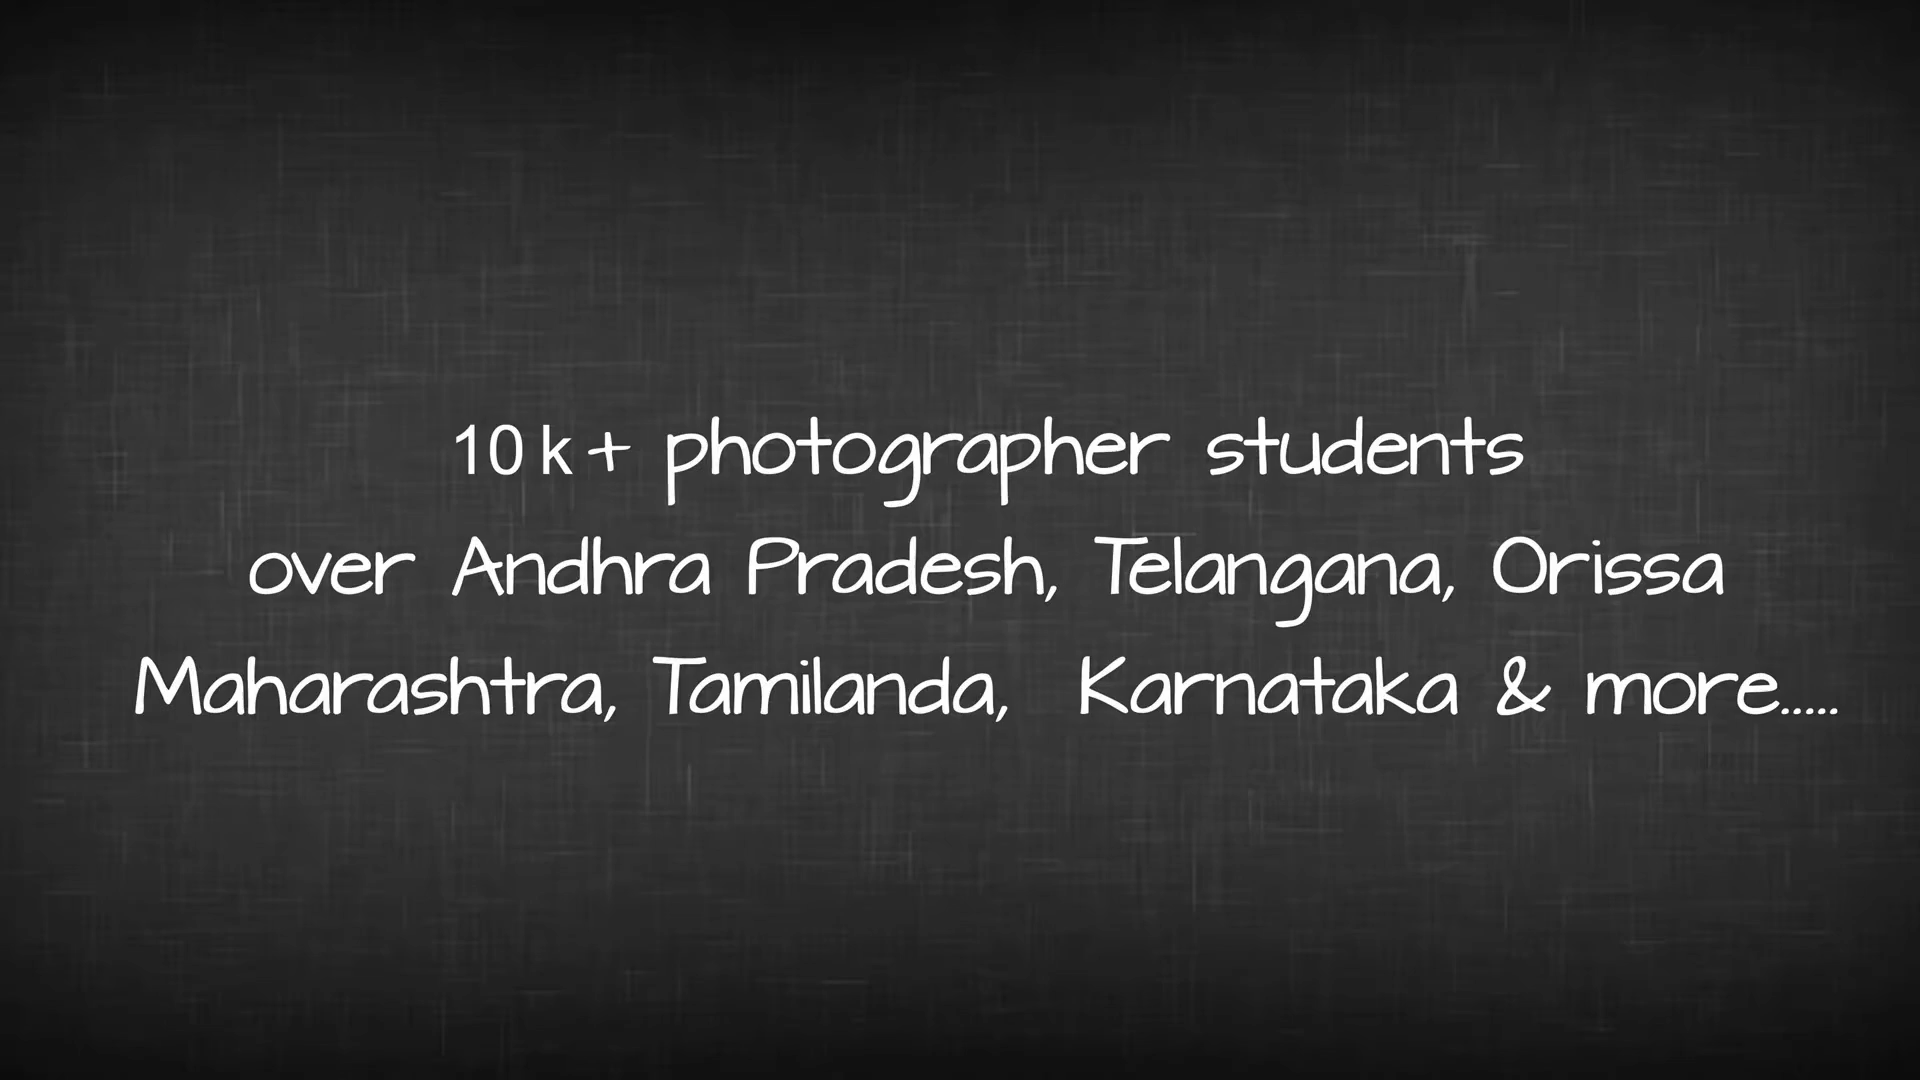 10 k + photographer students
over Andhra Pradesh, Telangana, Orissa
Maharashtra, Tamilanda, Karnataka & more.....